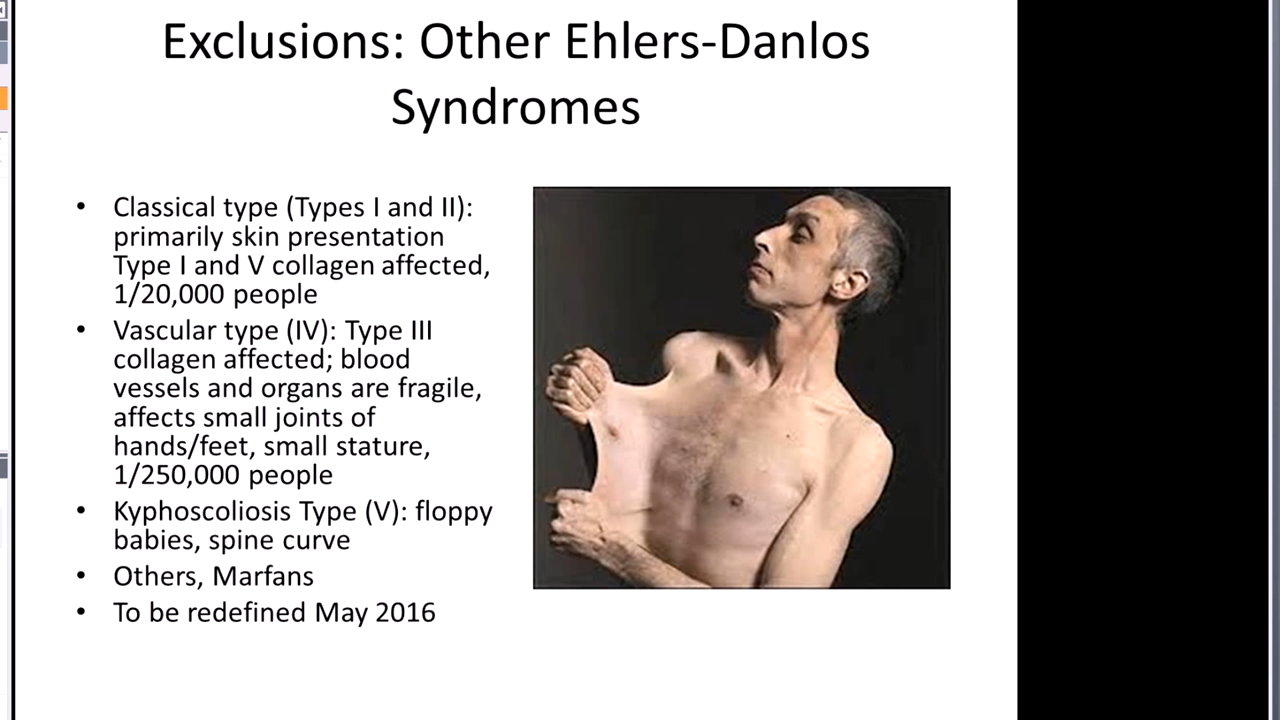 Exclusions: Other Ehlers-Danlos
Syndromes
• Classical type (Types I and II):
primarily skin presentation
Type I and V collagen affected,
1/20,000 people
• Vascular type (IV): Type III
collagen affected; blood
vessels and organs are fragile,
affects small joints of
hands/feet, small stature,
1/250,000 people
• Kyphoscoliosis Type (V): floppy
babies, spine curve
• Others, Marfans
• To be redefined May 2016